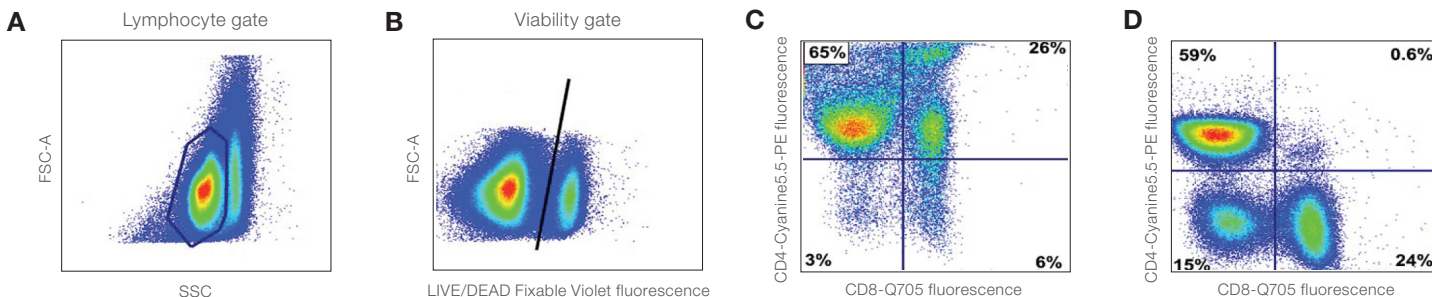 A
Lymphocyte gate
FSC-A
SSC
B
Viability gate
FSC-A
LIVE/DEAD Fixable Violet fluorescence
C
CD4-Cyanine5.5-PE fluorescence
65%
26%
3%
6%
CD8-Q705 fluorescence
D
CD4-Cyanine5.5-PE fluorescence
59%
0.6%
15%
24%
CD8-Q705 fluorescence